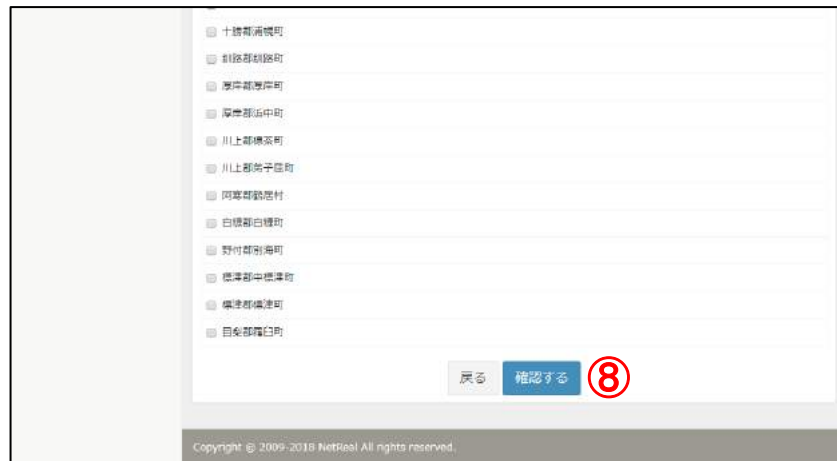 十勝郡浦幌町
釧路郡釧路町
厚岸郡厚岸町
厚岸郡浜中町
川上郡標茶町
川上郡弟子屈町
阿寒郡鶴居村
白糠郡白糠町
野付郡別海町
標津郡中標津町
標津郡標津町
目梨郡羅臼町
戻る 確認する ⑧
Copyright © 2009-2018 NetReal All rights reserved.